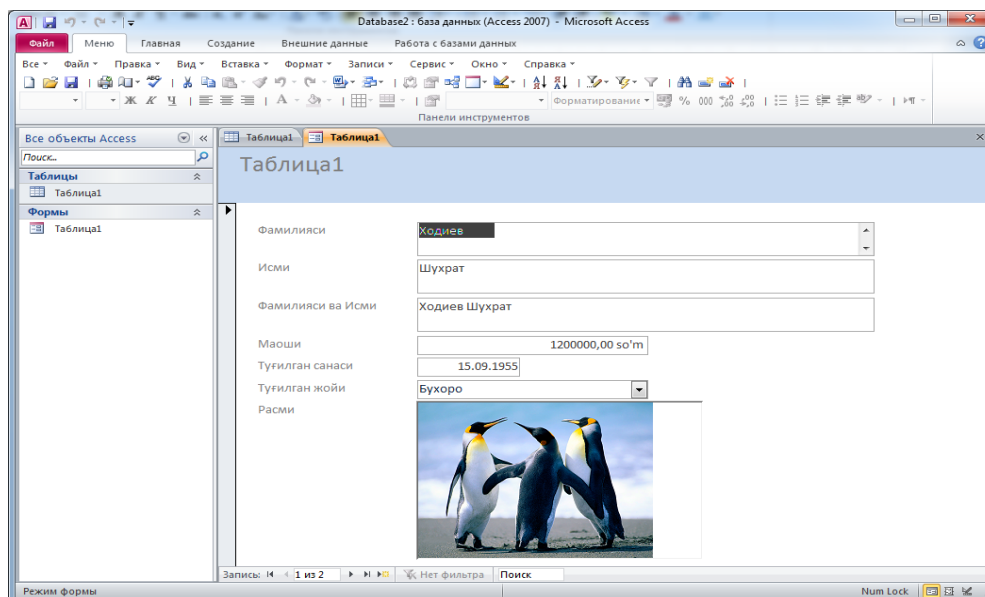 Database2 : база данных (Access 2007) - Microsoft Access
Файл Меню Главная Создание Внешние данные Работа с базами данных
Все Файл Правка Вид Вставка Формат Записи Сервис Окно Справка
Ж К Ч А Форматирование % 000
Панели инструментов
Все объекты Access
Поиск...
Таблицы
Таблица1
Формы
Таблица1
Таблица1 Таблица1
Таблица1
Фамилияси Ходиев
Исми Шухрат
Фамилияси ва Исми Ходиев Шухрат
Маоши 1200000,00 so'm
Туғилган санаси 15.09.1955
Туғилган жойи Бухоро
Расми
Запись: 1 из 2 Нет фильтра Поиск
Режим формы Num Lock